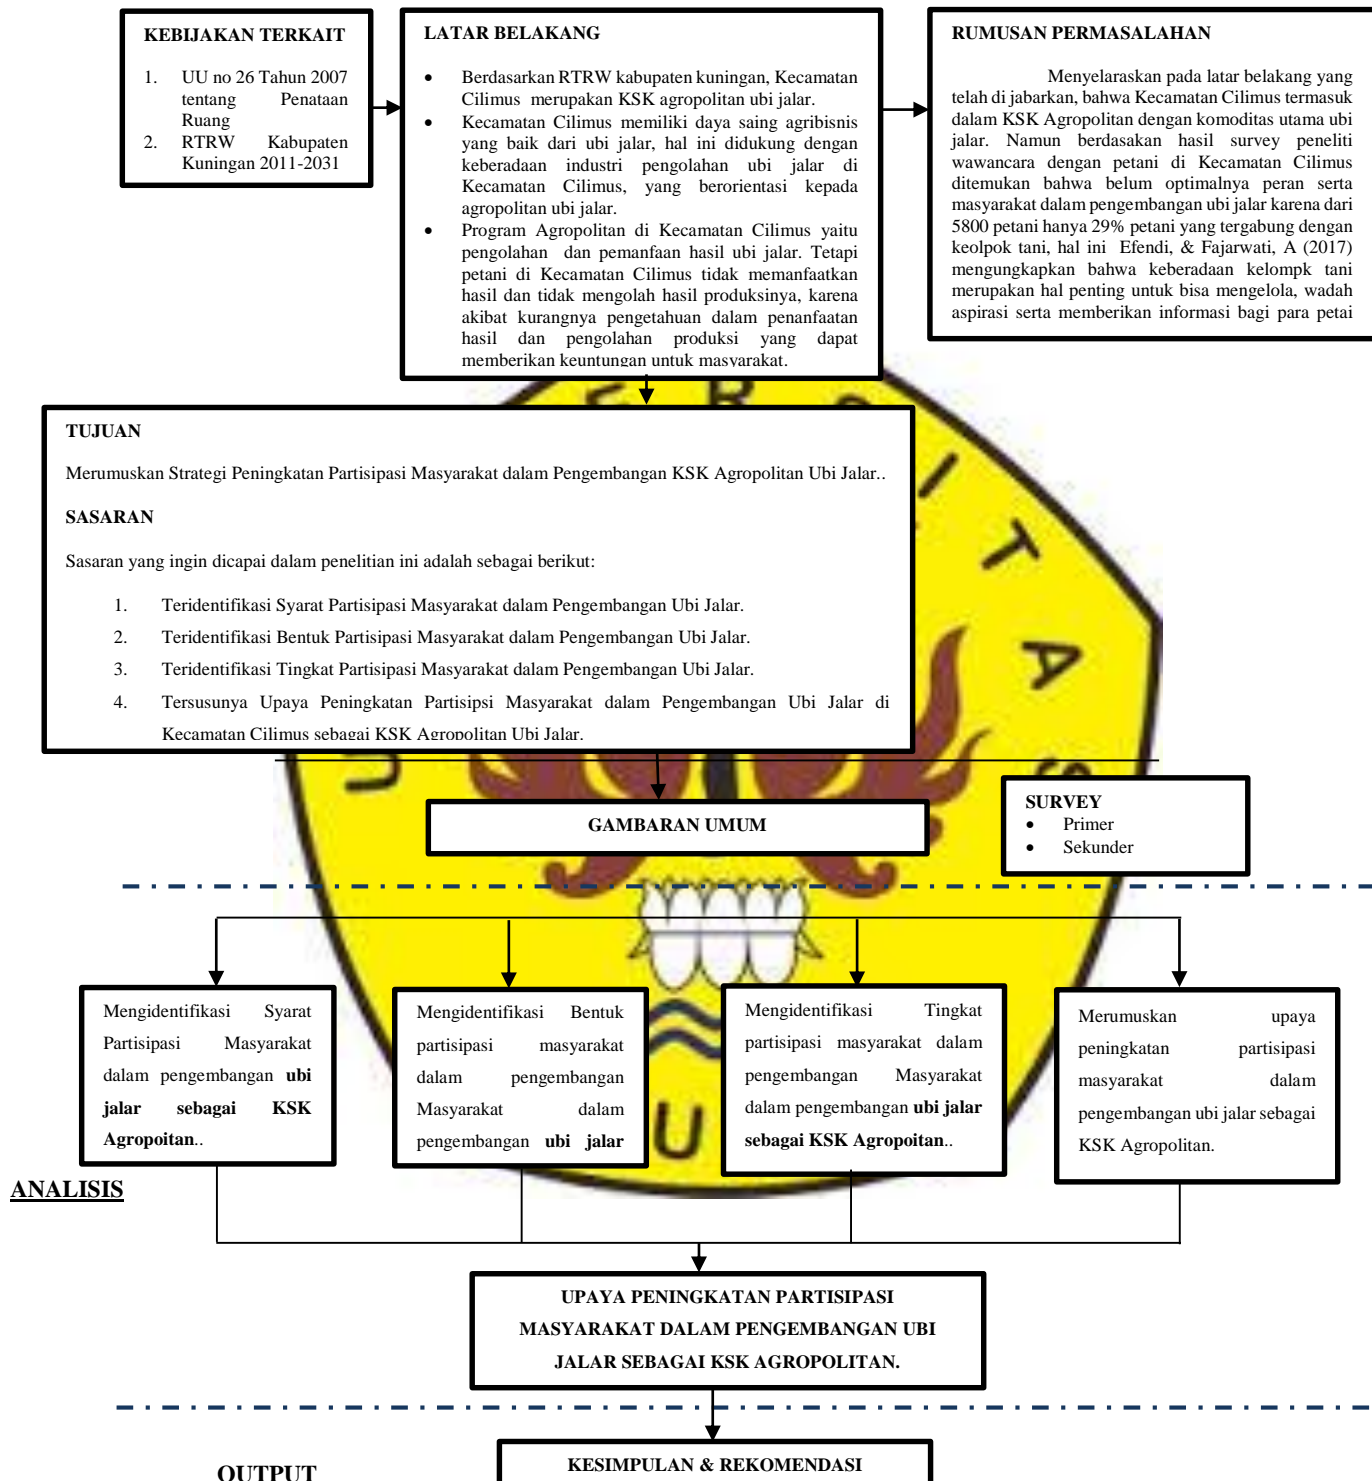 KEBIJAKAN TERKAIT
1. UU no 26 Tahun 2007
tentang Penataan
Ruang
2. RTRW Kabupaten
Kuningan 2011-2031
LATAR BELAKANG
• Berdasarkan RTRW kabupaten kuningan, Kecamatan
Cilimus merupakan KSK agropolitan ubi jalar.
• Kecamatan Cilimus memiliki daya saing agribisnis
yang baik dari ubi jalar, hal ini didukung dengan
keberadaan industri pengolahan ubi jalar di
Kecamatan Cilimus, yang berorientasi kepada
agropolitan ubi jalar.
• Program Agropolitan di Kecamatan Cilimus yaitu
pengolahan dan pemanfaan hasil ubi jalar. Tetapi
petani di Kecamatan Cilimus tidak memanfaatkan
hasil dan tidak mengolah hasil produksinya, karena
akibat kurangnya pengetahuan dalam penanfaatan
hasil dan pengolahan produksi yang dapat
memberikan keuntungan untuk masyarakat.
RUMUSAN PERMASALAHAN
Menyelaraskan pada latar belakang yang
telah di jabarkan, bahwa Kecamatan Cilimus termasuk
dalam KSK Agropolitan dengan komoditas utama ubi
jalar. Namun berdasakan hasil survey peneliti
wawancara dengan petani di Kecamatan Cilimus
ditemukan bahwa belum optimalnya peran serta
masyarakat dalam pengembangan ubi jalar karena dari
5800 petani hanya 29% petani yang tergabung dengan
keolpok tani, hal ini Efendi, & Fajarwati, A (2017)
mengungkapkan bahwa keberadaan kelompk tani
merupakan hal penting untuk bisa mengelola, wadah
aspirasi serta memberikan informasi bagi para petai
TUJUAN
Merumuskan Strategi Peningkatan Partisipasi Masyarakat dalam Pengembangan KSK Agropolitan Ubi Jalar..
SASARAN
Sasaran yang ingin dicapai dalam penelitian ini adalah sebagai berikut:
1. Teridentifikasi Syarat Partisipasi Masyarakat dalam Pengembangan Ubi Jalar.
2. Teridentifikasi Bentuk Partisipasi Masyarakat dalam Pengembangan Ubi Jalar.
3. Teridentifikasi Tingkat Partisipasi Masyarakat dalam Pengembangan Ubi Jalar.
4. Tersusunya Upaya Peningkatan Partisipsi Masyarakat dalam Pengembangan Ubi Jalar di
Kecamatan Cilimus sebagai KSK Agropolitan Ubi Jalar.
GAMBARAN UMUM
SURVEY
• Primer
• Sekunder
Mengidentifikasi Syarat
Partisipasi Masyarakat
dalam pengembangan ubi
jalar sebagai KSK
Agropoitan..
Mengidentifikasi Bentuk
partisipasi masyarakat
dalam pengembangan
Masyarakat dalam
pengembangan ubi jalar
Mengidentifikasi Tingkat
partisipasi masyarakat dalam
pengembangan Masyarakat
dalam pengembangan ubi jalar
sebagai KSK Agropoitan..
Merumuskan upaya
peningkatan partisipasi
masyarakat dalam
pengembangan ubi jalar sebagai
KSK Agropolitan.
ANALISIS
UPAYA PENINGKATAN PARTISIPASI
MASYARAKAT DALAM PENGEMBANGAN UBI
JALAR SEBAGAI KSK AGROPOLITAN.
OUTPUT
KESIMPULAN & REKOMENDASI